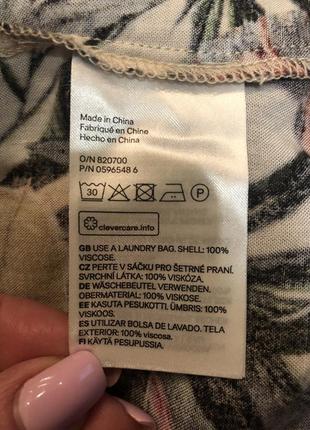 Made in China
Fabriqué en Chine
Hecho en China
O/N 820700
P/N 0596548 6
30 P
clevercare.info
GB USE A LAUNDRY BAG. SHELL: 100%
VISCOSE.
CZ PERTE V SÁČKU PRO ŠETRNÉ PRANÍ.
SVRCHNÍ LÁTKA: 100% VISKÓZA.
DE WÄSCHEBEUTEL VERWENDEN.
OBERMATERIAL: 100% VISKOSE.
EE KASUTA PESUKOTTI. ÜMBRIS: 100%
VISKOOS.
ES UTILIZAR BOLSA DE LAVADO. TELA
EXTERIOR: 100% viscosa.
FI KÄYTÄ PESUPUSSIA.